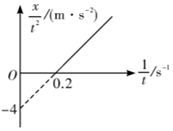 x/t² /(m·s⁻²)
O
0.2
1/t /s⁻¹
-4